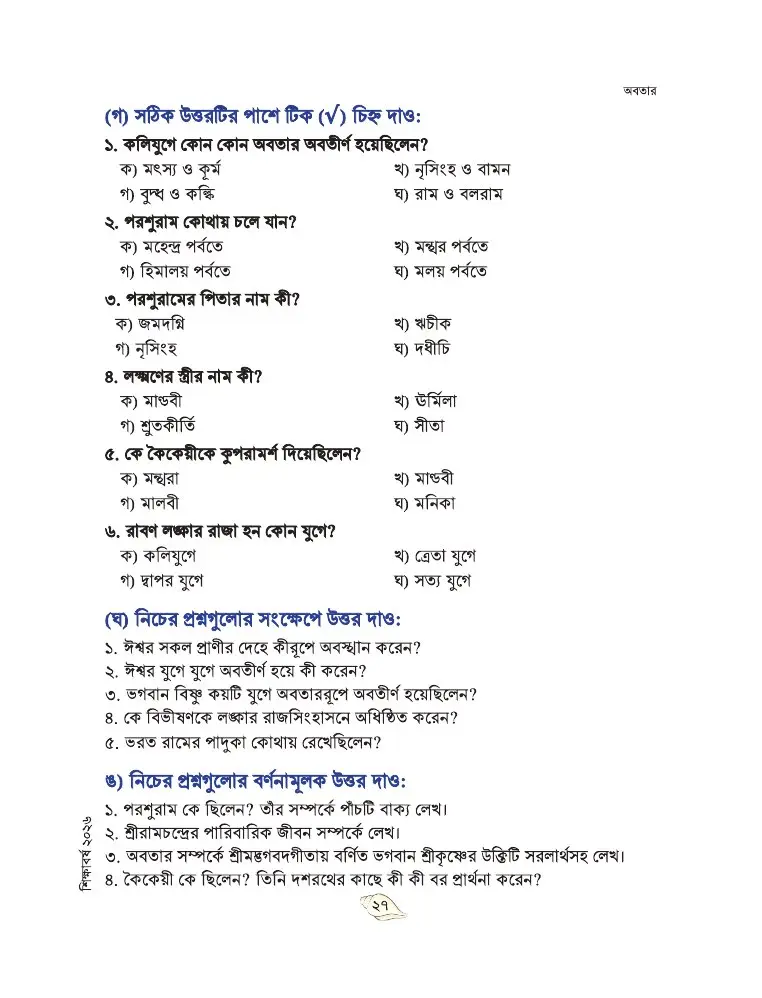 অবতার
(গ) সঠিক উত্তরটির পাশে টিক (√) চিহ্ন দাও:
১. কলিযুগে কোন কোন অবতার অবতীর্ণ হয়েছিলেন?
ক) মৎস্য ও কূর্ম খ) নৃসিংহ ও বামন
গ) বুদ্ধ ও কল্কি ঘ) রাম ও বলরাম
২. পরশুরাম কোথায় চলে যান?
ক) মহেন্দ্র পর্বতে খ) মন্থর পর্বতে
গ) হিমালয় পর্বতে ঘ) মলয় পর্বতে
৩. পরশুরামের পিতার নাম কী?
ক) জমদগ্নি খ) ঋচীক
গ) নৃসিংহ ঘ) দধীচি
৪. লক্ষ্মণের স্ত্রীর নাম কী?
ক) মাণ্ডবী খ) ঊর্মিলা
গ) শ্রুতকীর্তি ঘ) সীতা
৫. কে কৈকেয়ীকে কুপরামর্শ দিয়েছিলেন?
ক) মন্থরা খ) মাণ্ডবী
গ) মালবী ঘ) মনিকা
৬. রাবণ লঙ্কার রাজা হন কোন যুগে?
ক) কলিযুগে খ) ত্রেতা যুগে
গ) দ্বাপর যুগে ঘ) সত্য যুগে
(ঘ) নিচের প্রশ্নগুলোর সংক্ষেপে উত্তর দাও:
১. ঈশ্বর সকল প্রাণীর দেহে কীরূপে অবস্থান করেন?
২. ঈশ্বর যুগে যুগে অবতীর্ণ হয়ে কী করেন?
৩. ভগবান বিষ্ণু কয়টি যুগে অবতাররূপে অবতীর্ণ হয়েছিলেন?
৪. কে বিভীষণকে লঙ্কার রাজসিংহাসনে অধিষ্ঠিত করেন?
৫. ভরত রামের পাদুকা কোথায় রেখেছিলেন?
ঙ) নিচের প্রশ্নগুলোর বর্ণনামূলক উত্তর দাও:
১. পরশুরাম কে ছিলেন? তাঁর সম্পর্কে পাঁচটি বাক্য লেখ।
২. শ্রীরামচন্দ্রের পারিবারিক জীবন সম্পর্কে লেখ।
৩. অবতার সম্পর্কে শ্রীমদ্ভগবদগীতায় বর্ণিত ভগবান শ্রীকৃষ্ণের উক্তিটি সরলার্থসহ লেখ।
৪. কৈকেয়ী কে ছিলেন? তিনি দশরথের কাছে কী কী বর প্রার্থনা করেন?
শিক্ষাবর্ষ ২০২৬
২৭